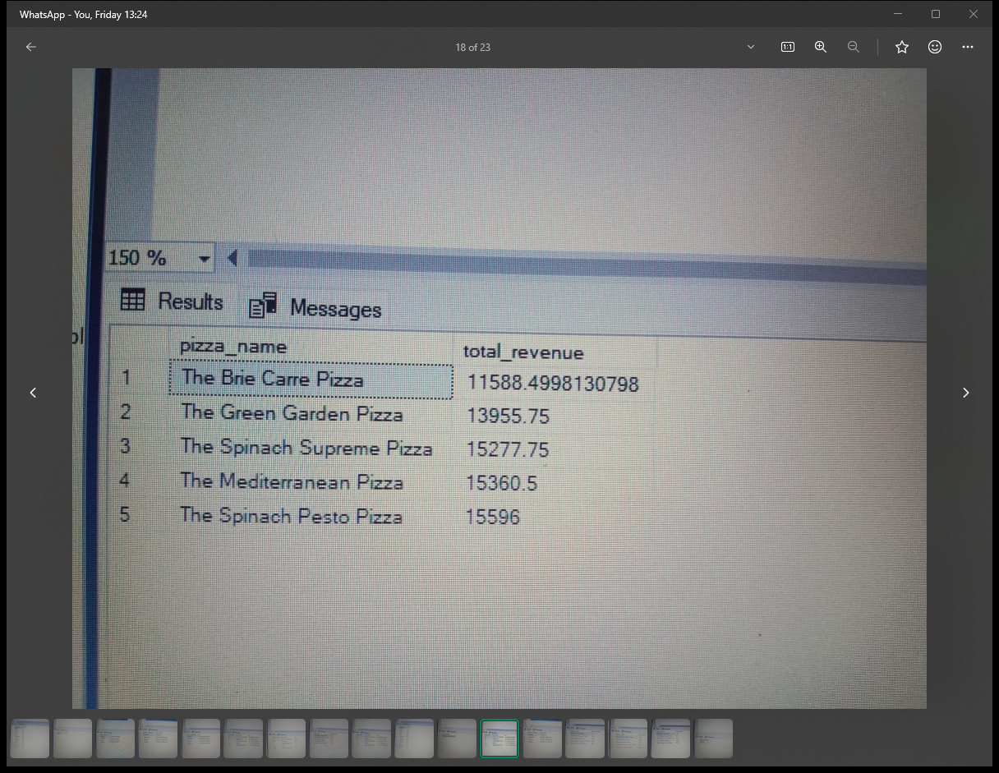 WhatsApp - You, Friday 13:24
18 of 23
1:1
150 %
Results Messages
pizza_name total_revenue
1 The Brie Carre Pizza 11588.4998130798
2 The Green Garden Pizza 13955.75
3 The Spinach Supreme Pizza 15277.75
4 The Mediterranean Pizza 15360.5
5 The Spinach Pesto Pizza 15596